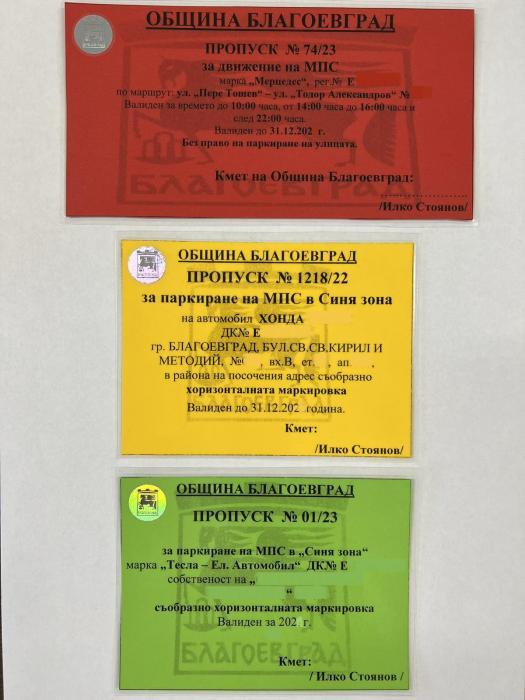 ОБЩИНА БЛАГОЕВГРАД
ПРОПУСК № 74/23
за движение на МПС
марка „Мерцедес“, рег.№ Е
по маршрут: ул. „Пере Тошев“ – ул. „Тодор Александров“ №
Валиден за времето до 10:00 часа, от 14:00 часа до 16:00 часа и
след 22:00 часа.
Валиден до 31.12.202 г.
Без право на паркиране на улицата.
БЛАГОЕВГРАД
Кмет на Община Благоевград:
/Илко Стоянов/
ОБЩИНА БЛАГОЕВГРАД
ПРОПУСК № 1218/22
за паркиране на МПС в Синя зона
на автомобил ХОНДА
ДК№ Е
гр. БЛАГОЕВГРАД, БУЛ.СВ.СВ.КИРИЛ И
МЕТОДИЙ, № , вх.В, ет. , ап. ,
в района на посочения адрес съобразно
хоризонталната маркировка
Валиден до 31.12.202 година.
Кмет:
/Илко Стоянов/
ОБЩИНА БЛАГОЕВГРАД
ПРОПУСК № 01/23
за паркиране на МПС в „Синя зона“
марка „Тесла – Ел. Автомобил“ ДК№ Е
собственост на „
“
съобразно хоризонталната маркировка
Валиден за 202 г.
БЛАГОЕВГРАД
Кмет:
/ Илко Стоянов /